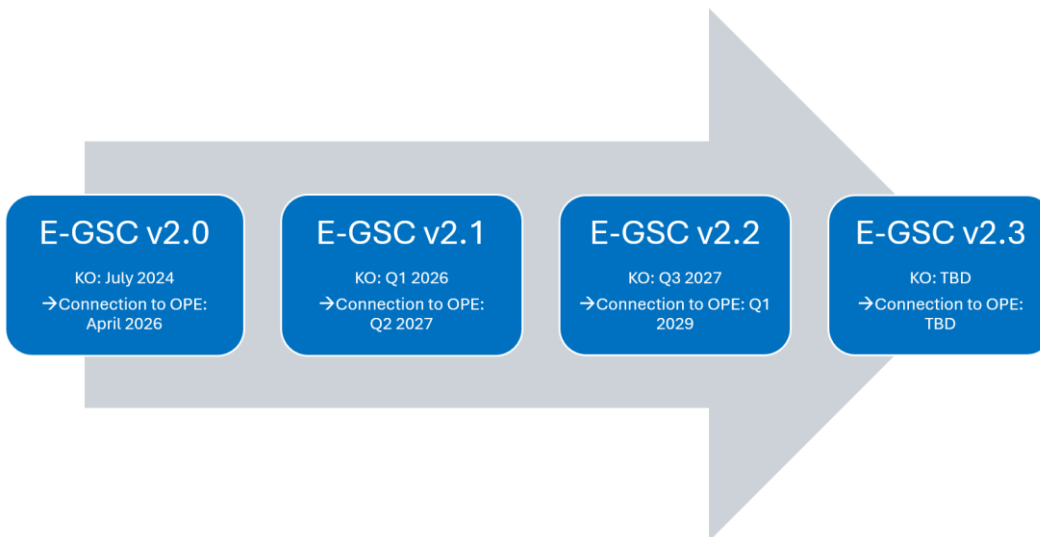 E-GSC v2.0
KO: July 2024
→Connection to OPE:
April 2026
E-GSC v2.1
KO: Q1 2026
→Connection to OPE:
Q2 2027
E-GSC v2.2
KO: Q3 2027
→Connection to OPE: Q1
2029
E-GSC v2.3
KO: TBD
→Connection to OPE:
TBD